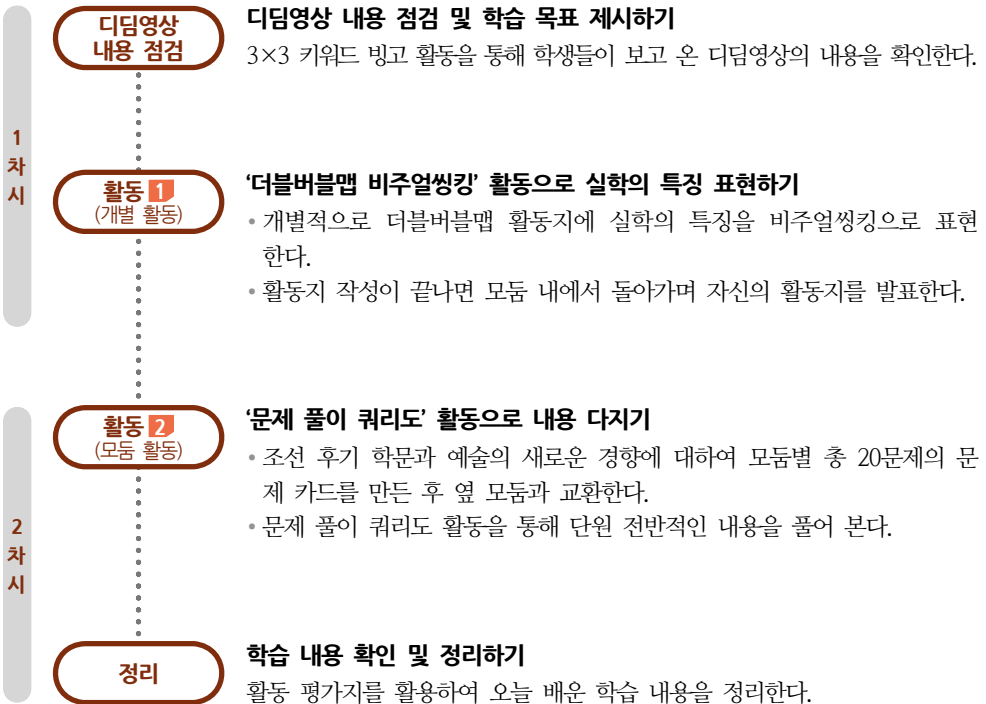 1
차
시
디딤영상
내용 점검
디딤영상 내용 점검 및 학습 목표 제시하기
3×3 키워드 빙고 활동을 통해 학생들이 보고 온 디딤영상의 내용을 확인한다.
활동 1
(개별 활동)
‘더블버블맵 비주얼씽킹’ 활동으로 실학의 특징 표현하기
• 개별적으로 더블버블맵 활동지에 실학의 특징을 비주얼씽킹으로 표현
한다.
• 활동지 작성이 끝나면 모둠 내에서 돌아가며 자신의 활동지를 발표한다.
2
차
시
활동 2
(모둠 활동)
‘문제 풀이 쿼리도’ 활동으로 내용 다지기
• 조선 후기 학문과 예술의 새로운 경향에 대하여 모둠별 총 20문제의 문
제 카드를 만든 후 옆 모둠과 교환한다.
• 문제 풀이 쿼리도 활동을 통해 단원 전반적인 내용을 풀어 본다.
정리
학습 내용 확인 및 정리하기
활동 평가지를 활용하여 오늘 배운 학습 내용을 정리한다.